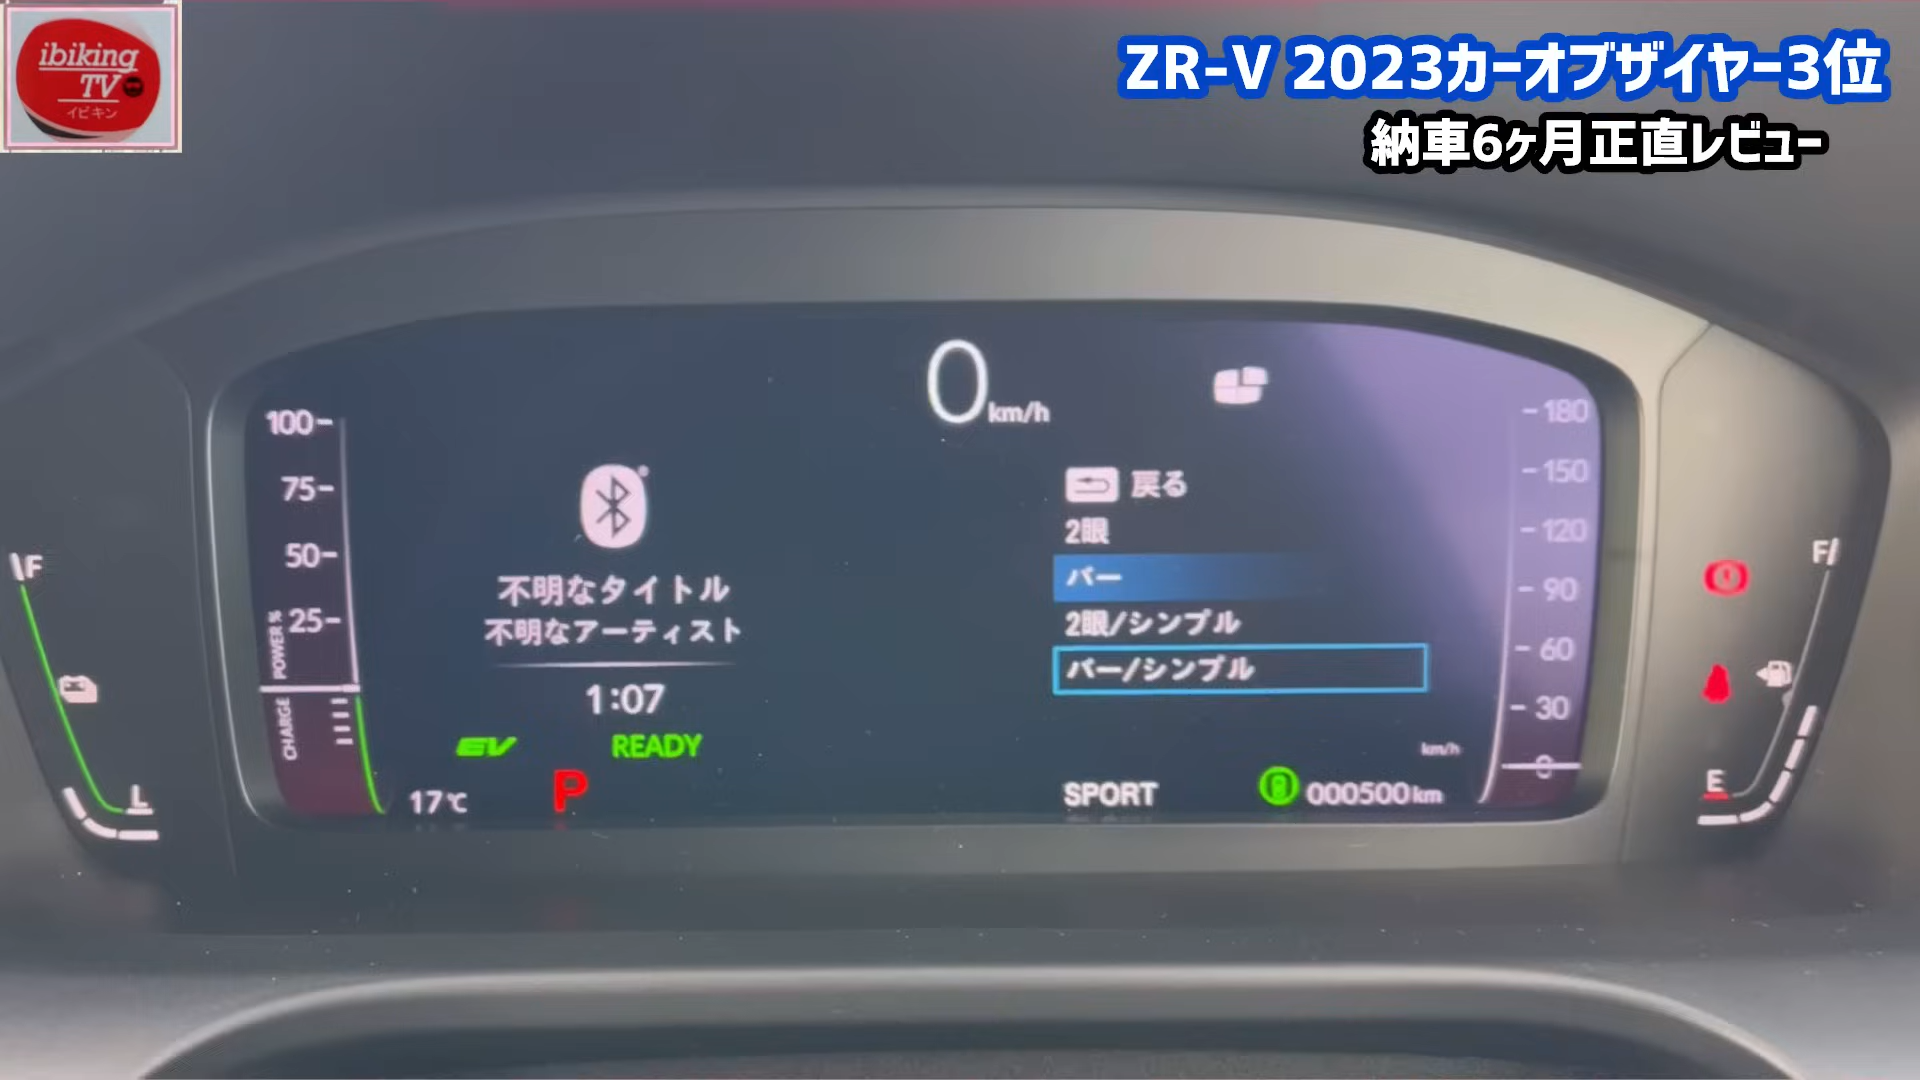 ibiking
TV
イビキン
ZR-V 2023カーオブザイヤー3位
納車6ヶ月正直レビュー
0km/h
100
75
50
25
POWER %
CHARGE
不明なタイトル
不明なアーティスト
1:07
EV
READY
17℃
P
戻る
2眼
バー
2眼/シンプル
バー/シンプル
SPORT
000500km
180
150
120
90
60
30
0
km/h
F
L
F
E